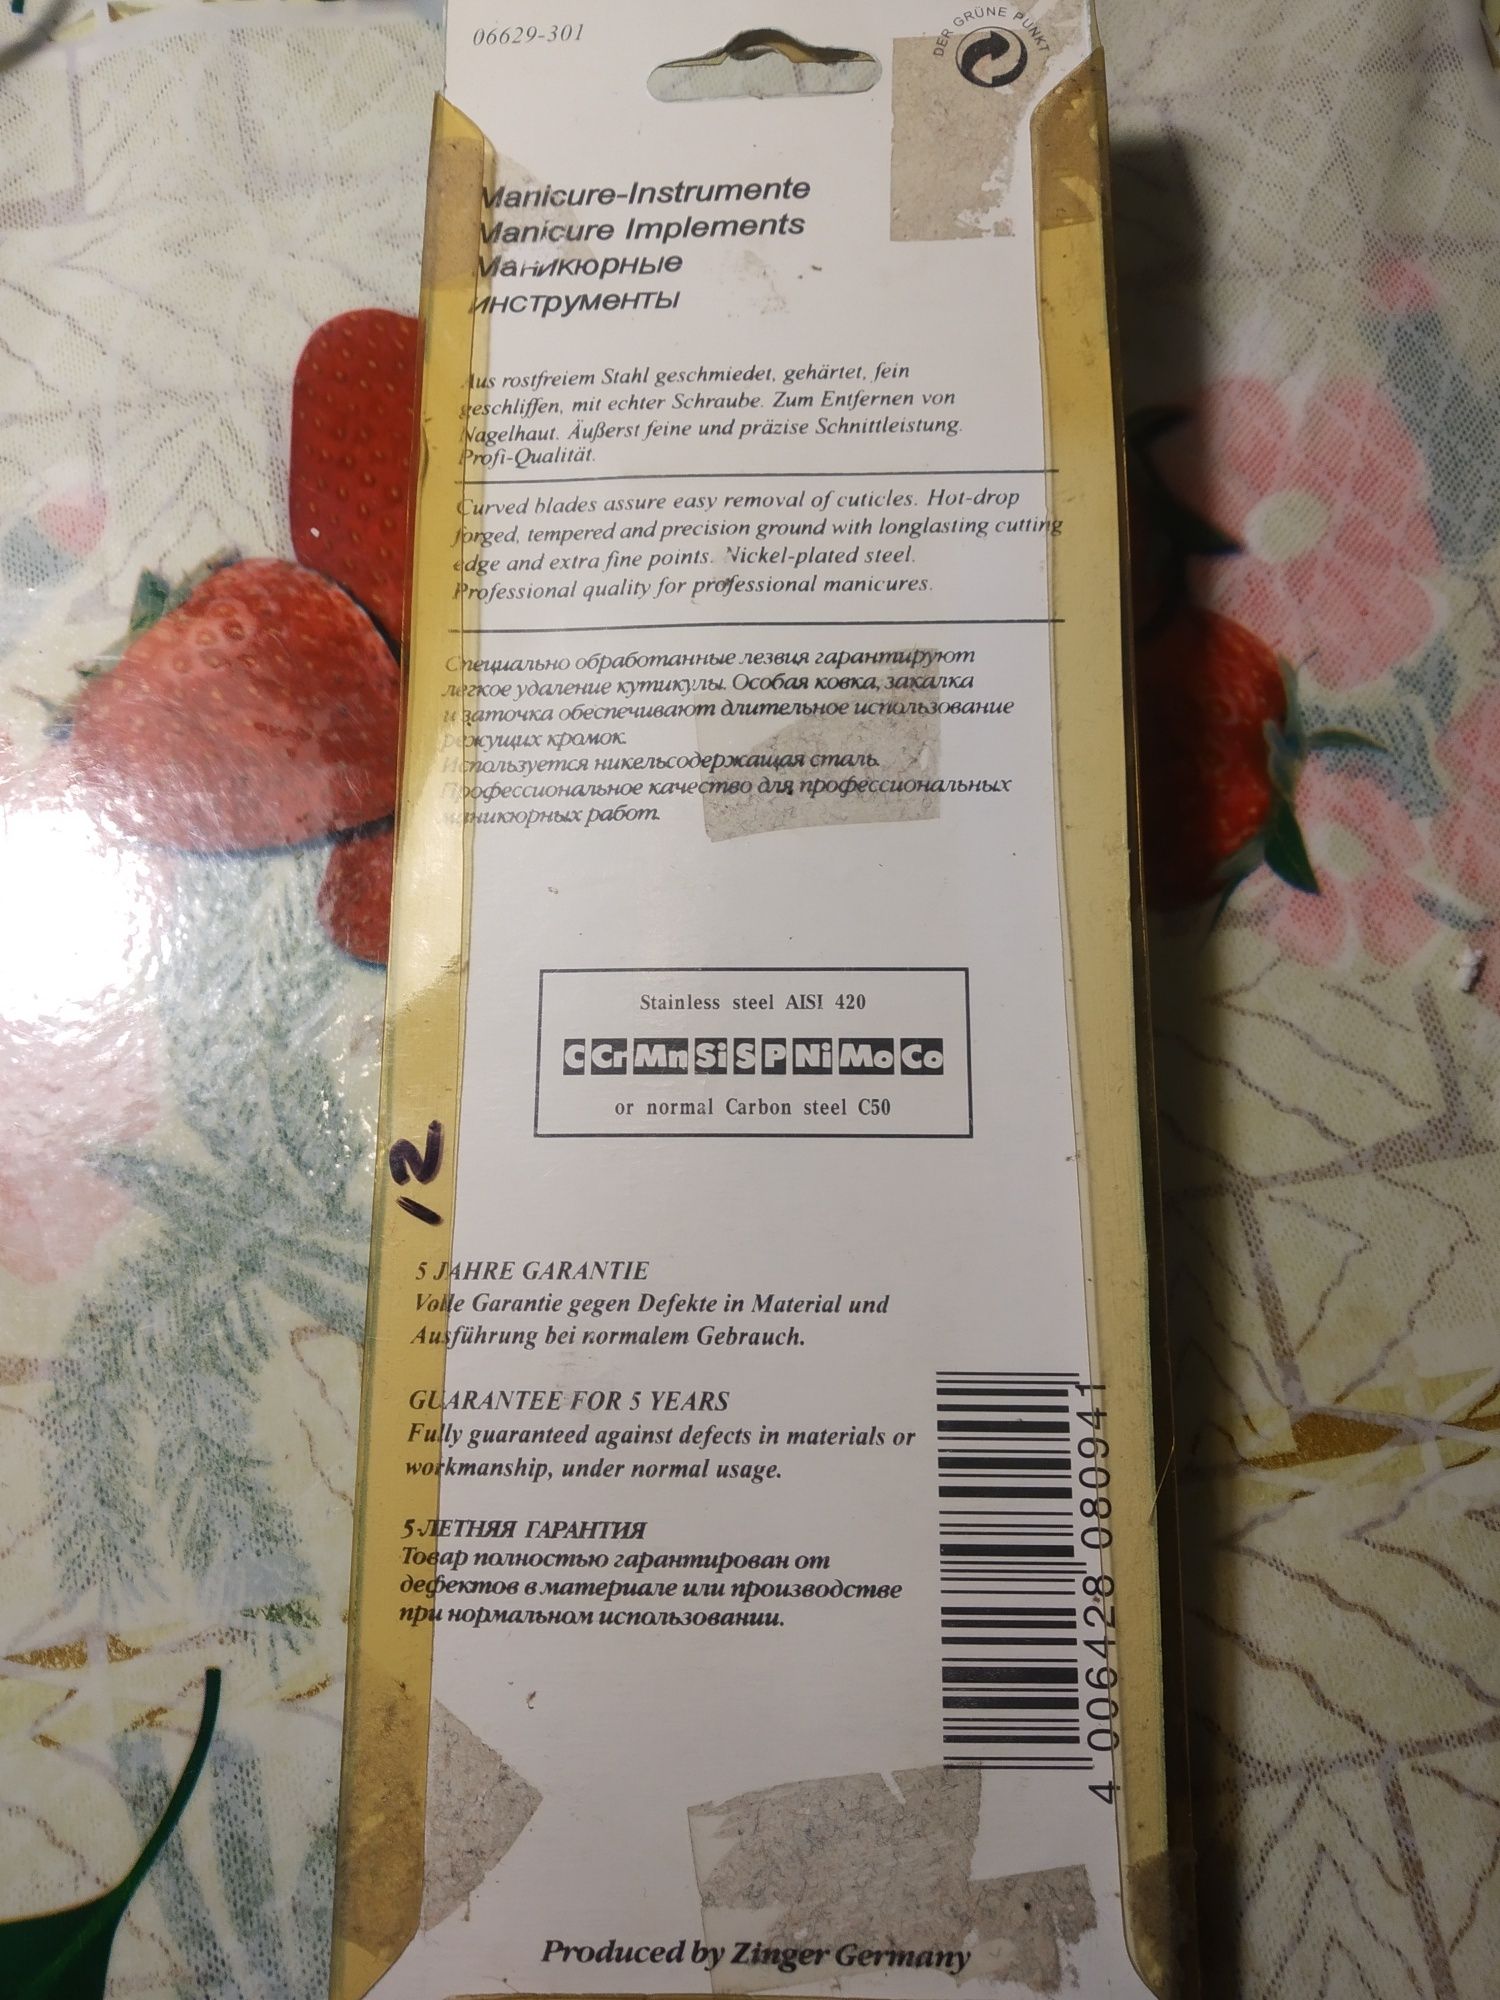 06629-301
DER GRÜNE PUNKT
Manicure-Instrumente
Manicure Implements
Маникюрные
инструменты
Aus rostfreiem Stahl geschmiedet, gehärtet, fein
geschliffen, mit echter Schraube. Zum Entfernen von
Nagelhaut. Äußerst feine und präzise Schnittleistung.
Profi-Qualität.
Curved blades assure easy removal of cuticles. Hot-drop
forged, tempered and precision ground with longlasting cutting
edge and extra fine points. Nickel-plated steel.
Professional quality for professional manicures.
Специально обработанные лезвия гарантируют
легкое удаление кутикулы. Особая ковка, закалка
и заточка обеспечивают длительное использование
режущих кромок.
Используется никельсодержащая сталь.
Профессиональное качество для профессиональных
маникюрных работ.
Stainless steel AISI 420
C Cr Mn Si S P Ni Mo Co
or normal Carbon steel C50
12
5 JAHRE GARANTIE
Volle Garantie gegen Defekte in Material und
Ausführung bei normalem Gebrauch.
GUARANTEE FOR 5 YEARS
Fully guaranteed against defects in materials or
workmanship, under normal usage.
5-ЛЕТНЯЯ ГАРАНТИЯ
Товар полностью гарантирован от
дефектов в материале или производстве
при нормальном использовании.
4 006428 080941
Produced by Zinger Germany